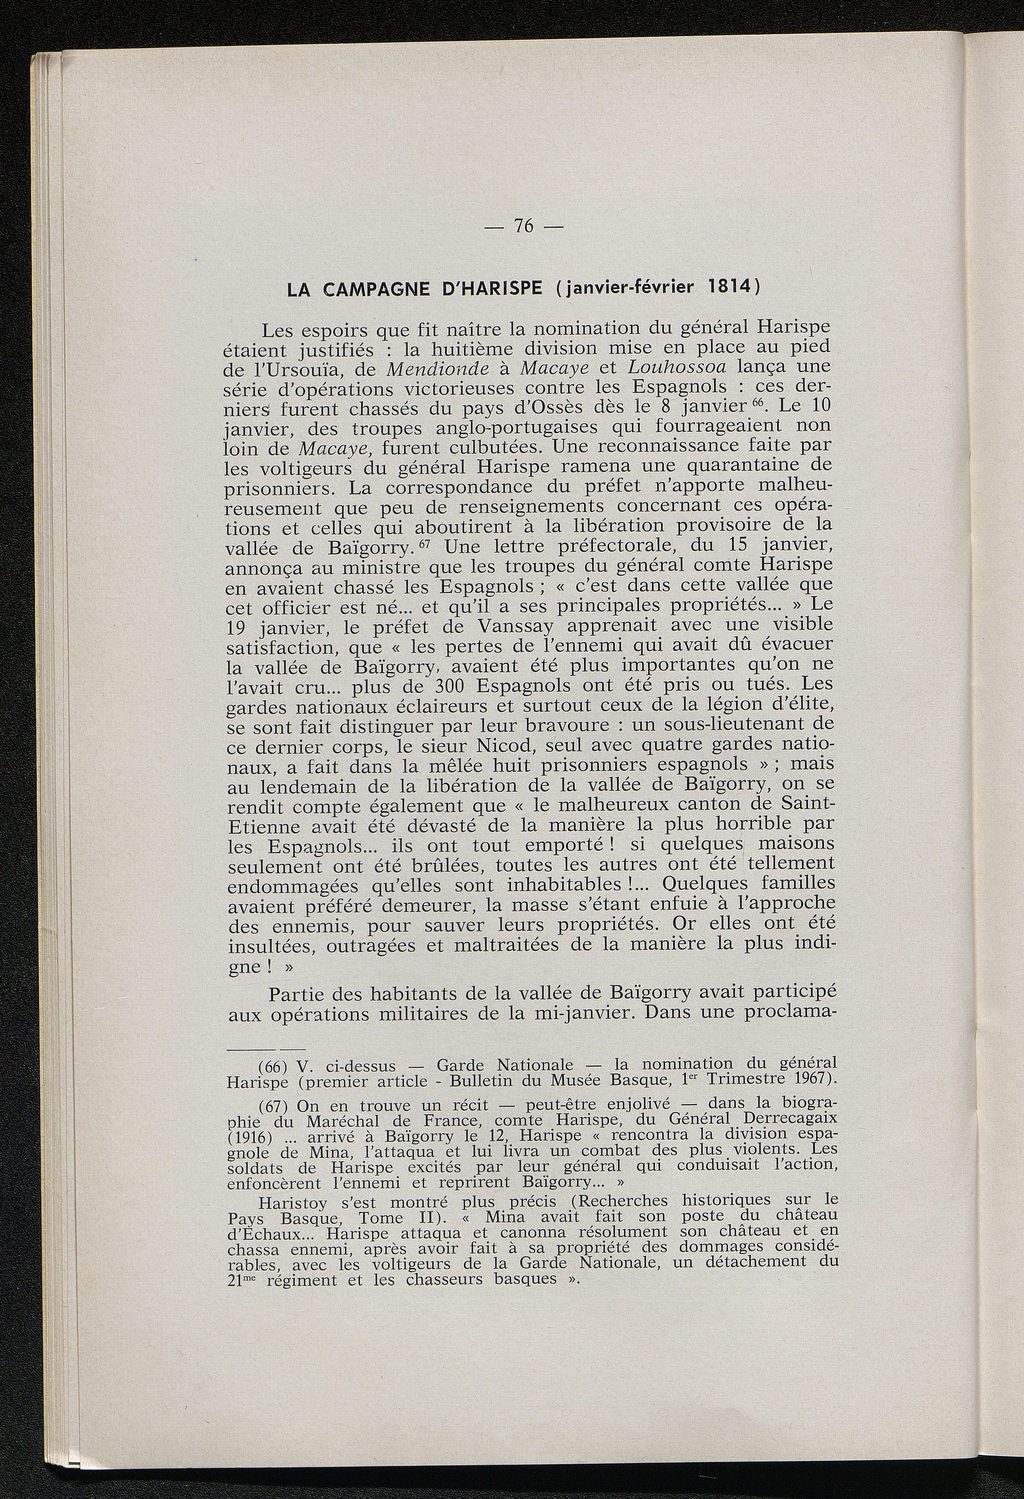 — 76 —
LA CAMPAGNE D'HARISPE (janvier-février 1814)
Les espoirs que fit naître la nomination du général Harispe
étaient justifiés : la huitième division mise en place au pied
de l'Ursouïa, de Mendionde à Macaye et Louhossoa lança une
série d'opérations victorieuses contre les Espagnols : ces der-
niers furent chassés du pays d'Ossès dès le 8 janvier 66. Le 10
janvier, des troupes anglo-portugaises qui fourrageaient non
loin de Macaye, furent culbutées. Une reconnaissance faite par
les voltigeurs du général Harispe ramena une quarantaine de
prisonniers. La correspondance du préfet n'apporte malheu-
reusement que peu de renseignements concernant ces opéra-
tions et celles qui aboutirent à la libération provisoire de la
vallée de Baïgorry. 67 Une lettre préfectorale, du 15 janvier,
annonça au ministre que les troupes du général comte Harispe
en avaient chassé les Espagnols ; « c'est dans cette vallée que
cet officier est né... et qu'il a ses principales propriétés... » Le
19 janvier, le préfet de Vanssay apprenait avec une visible
satisfaction, que « les pertes de l'ennemi qui avait dû évacuer
la vallée de Baïgorry, avaient été plus importantes qu'on ne
l'avait cru... plus de 300 Espagnols ont été pris ou tués. Les
gardes nationaux éclaireurs et surtout ceux de la légion d'élite,
se sont fait distinguer par leur bravoure : un sous-lieutenant de
ce dernier corps, le sieur Nicod, seul avec quatre gardes natio-
naux, a fait dans la mêlée huit prisonniers espagnols » ; mais
au lendemain de la libération de la vallée de Baïgorry, on se
rendit compte également que « le malheureux canton de Saint-
Etienne avait été dévasté de la manière la plus horrible par
les Espagnols... ils ont tout emporté ! si quelques maisons
seulement ont été brûlées, toutes les autres ont été tellement
endommagées qu'elles sont inhabitables !... Quelques familles
avaient préféré demeurer, la masse s'étant enfuie à l'approche
des ennemis, pour sauver leurs propriétés. Or elles ont été
insultées, outragées et maltraitées de la manière la plus indi-
gne ! »
Partie des habitants de la vallée de Baïgorry avait participé
aux opérations militaires de la mi-janvier. Dans une proclama-
(66) V. ci-dessus — Garde Nationale — la nomination du général
Harispe (premier article - Bulletin du Musée Basque, 1er Trimestre 1967).
(67) On en trouve un récit — peut-être enjolivé — dans la biogra-
phie du Maréchal de France, comte Harispe, du Général Derrecagaix
(1916) ... arrivé à Baïgorry le 12, Harispe « rencontra la division espa-
gnole de Mina, l'attaqua et lui livra un combat des plus violents. Les
soldats de Harispe excités par leur général qui conduisait l'action,
enfoncèrent l'ennemi et reprirent Baïgorry... »
Haristoy s'est montré plus précis (Recherches historiques sur le
Pays Basque, Tome II). « Mina avait fait son poste du château
d'Echaux... Harispe attaqua et canonna résolument son château et en
chassa ennemi, après avoir fait à sa propriété des dommages considé-
rables, avec les voltigeurs de la Garde Nationale, un détachement du
21me régiment et les chasseurs basques ».